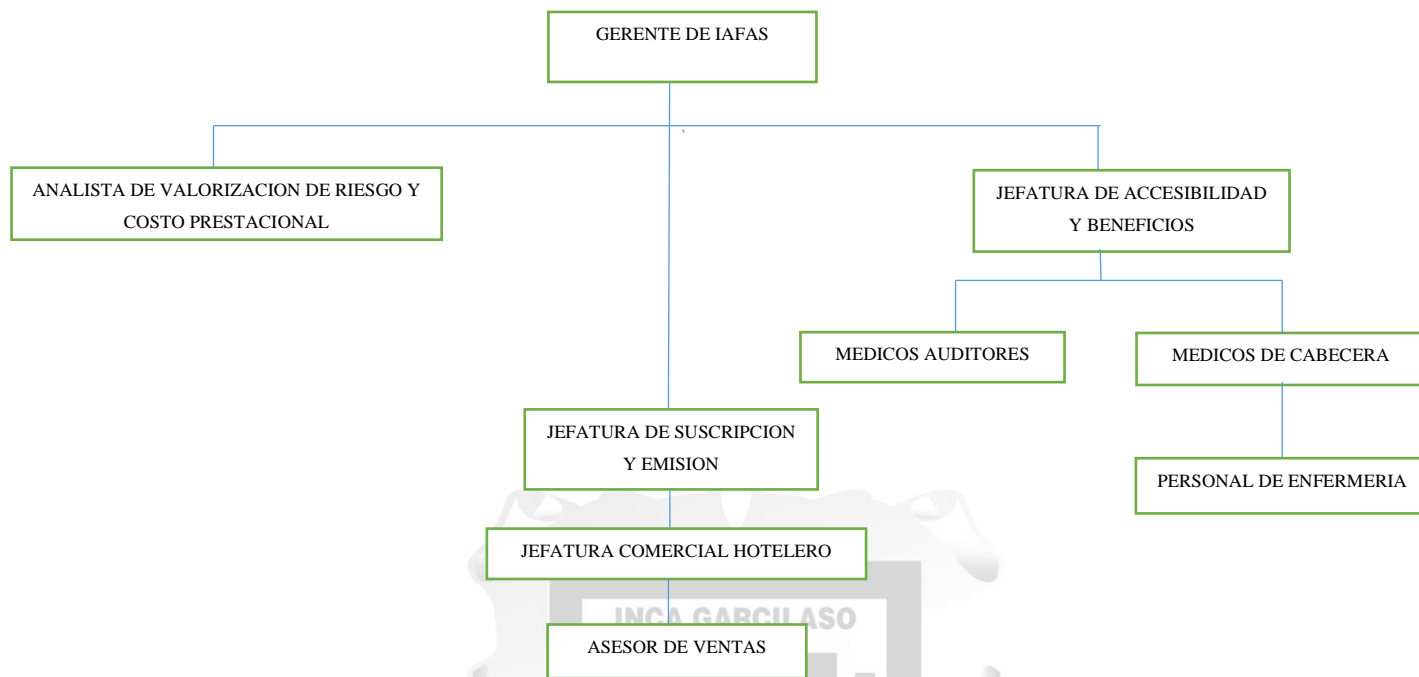 GERENTE DE IAFAS
ANALISTA DE VALORIZACION DE RIESGO Y
COSTO PRESTACIONAL
JEFATURA DE ACCESIBILIDAD
Y BENEFICIOS
MEDICOS AUDITORES
MEDICOS DE CABECERA
JEFATURA DE SUSCRIPCION
Y EMISION
PERSONAL DE ENFERMERIA
JEFATURA COMERCIAL HOTELERO
INCA GARCILASO
ASESOR DE VENTAS